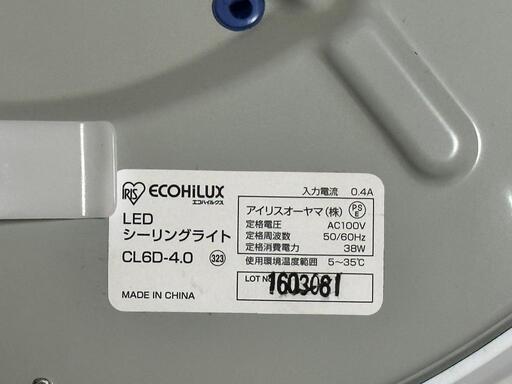 IRIS ECOHiLUX
エコハイルクス
LED
シーリングライト
CL6D-4.0 323
MADE IN CHINA
入力電流 0.4A
アイリスオーヤマ(株) PSE
定格電圧 AC100V
定格周波数 50/60Hz
定格消費電力 38W
使用環境温度範囲 5~35℃
LOT No 1603081